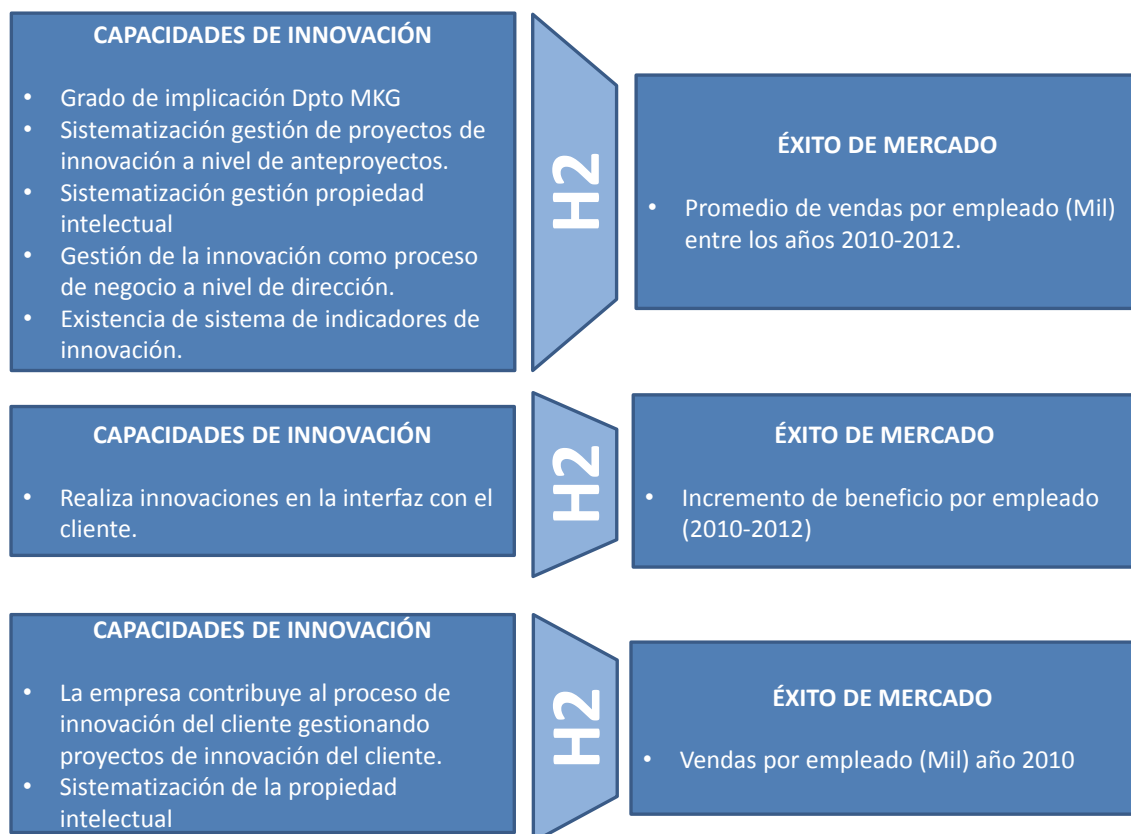 CAPACIDADES DE INNOVACIÓN
• Grado de implicación Dpto MKG
• Sistematización gestión de proyectos de
innovación a nivel de anteproyectos.
• Sistematización gestión propiedad
intelectual
• Gestión de la innovación como proceso
de negocio a nivel de dirección.
• Existencia de sistema de indicadores de
innovación.
H2
ÉXITO DE MERCADO
• Promedio de vendas por empleado (Mil)
entre los años 2010-2012.
CAPACIDADES DE INNOVACIÓN
• Realiza innovaciones en la interfaz con el
cliente.
H2
ÉXITO DE MERCADO
• Incremento de beneficio por empleado
(2010-2012)
CAPACIDADES DE INNOVACIÓN
• La empresa contribuye al proceso de
innovación del cliente gestionando
proyectos de innovación del cliente.
• Sistematización de la propiedad
intelectual
H2
ÉXITO DE MERCADO
• Vendas por empleado (Mil) año 2010